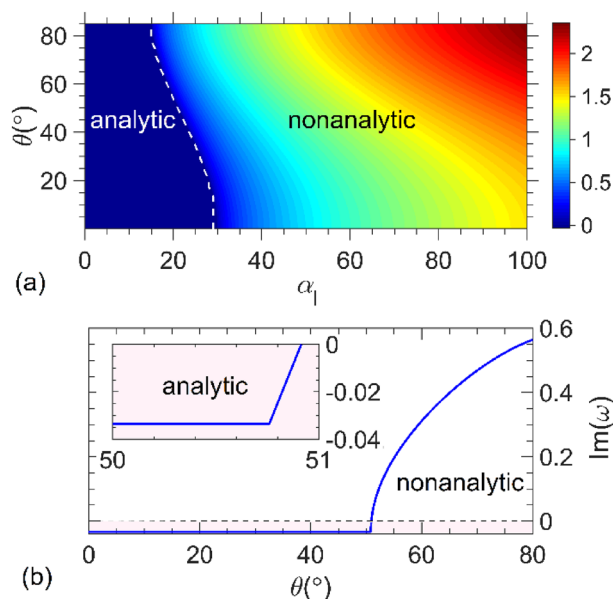 80
60
40
20
θ(°)
analytic
nonanalytic
2
1.5
1
0.5
0
0 20 40 60 80 100
(a)
α_l
0.6
0.4
0.2
0
Im(ω)
0
-0.02
-0.04
analytic
50 51
nonanalytic
0 20 40 60 80
(b)
θ(°)